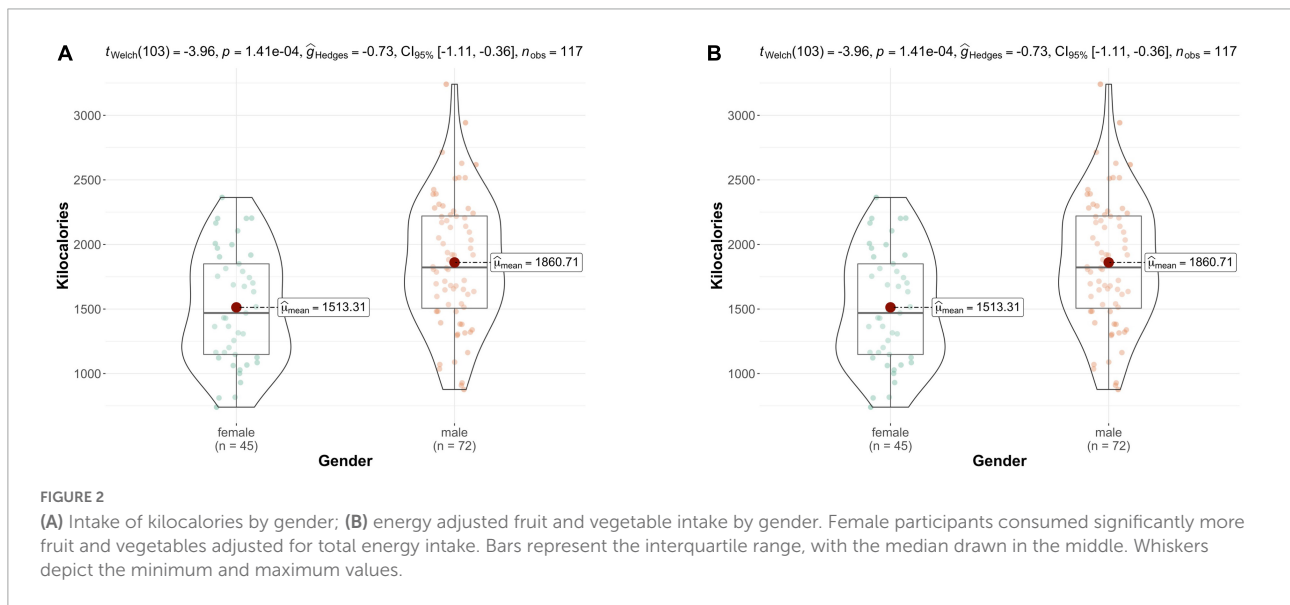 A
t_Welch(103) = -3.96, p = 1.41e-04, ĝ_Hedges = -0.73, CI_95% [-1.11, -0.36], n_obs = 117
Kilocalories
3000
2500
2000
1500
1000
μ̂_mean = 1513.31
μ̂_mean = 1860.71
female
(n = 45)
male
(n = 72)
Gender
B
t_Welch(103) = -3.96, p = 1.41e-04, ĝ_Hedges = -0.73, CI_95% [-1.11, -0.36], n_obs = 117
Kilocalories
3000
2500
2000
1500
1000
μ̂_mean = 1513.31
μ̂_mean = 1860.71
female
(n = 45)
male
(n = 72)
Gender
FIGURE 2
(A) Intake of kilocalories by gender; (B) energy adjusted fruit and vegetable intake by gender. Female participants consumed significantly more
fruit and vegetables adjusted for total energy intake. Bars represent the interquartile range, with the median drawn in the middle. Whiskers
depict the minimum and maximum values.